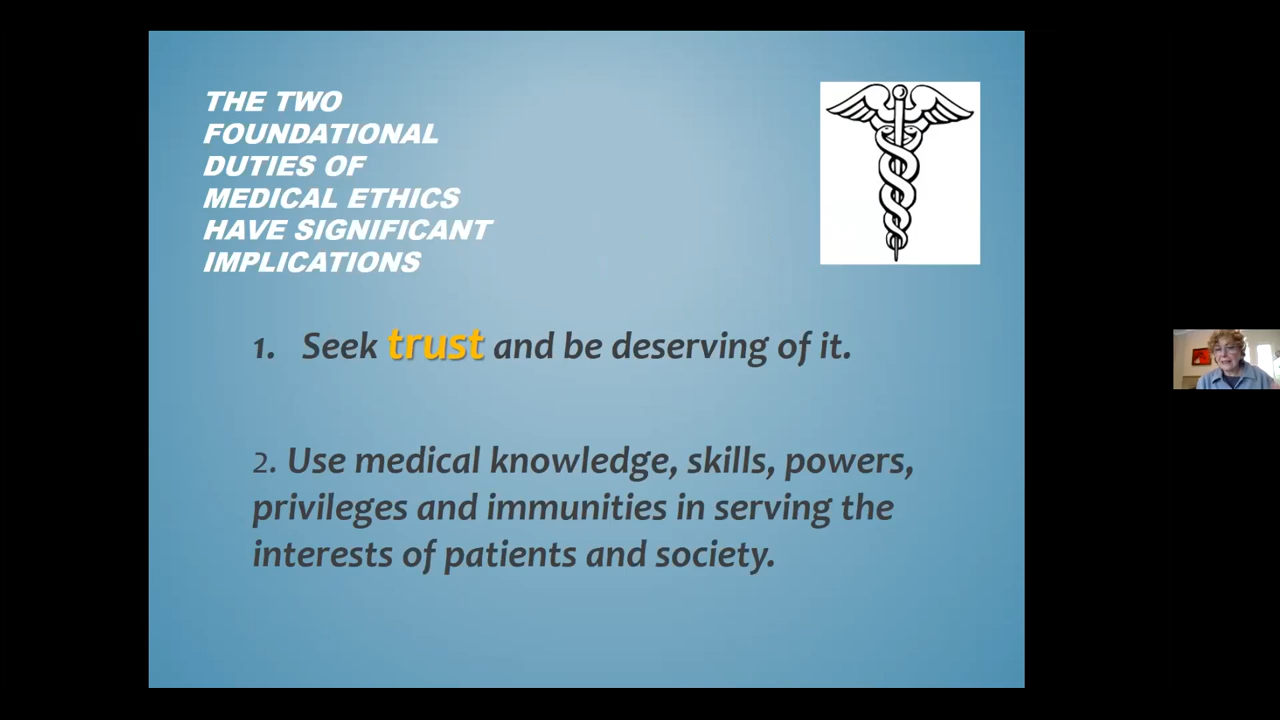 THE TWO
FOUNDATIONAL
DUTIES OF
MEDICAL ETHICS
HAVE SIGNIFICANT
IMPLICATIONS
1. Seek trust and be deserving of it.
2. Use medical knowledge, skills, powers,
privileges and immunities in serving the
interests of patients and society.